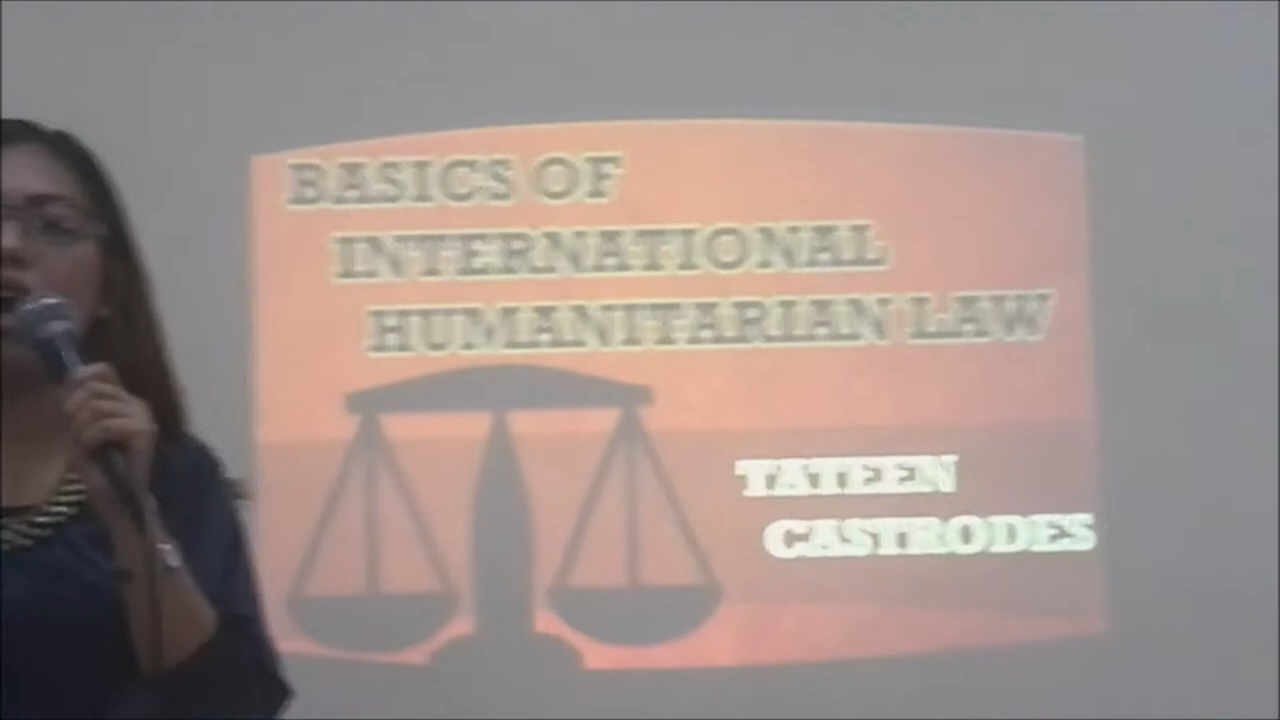 BASICS OF
INTERNATIONAL
HUMANITARIAN LAW
TATEEN
CASTRODES